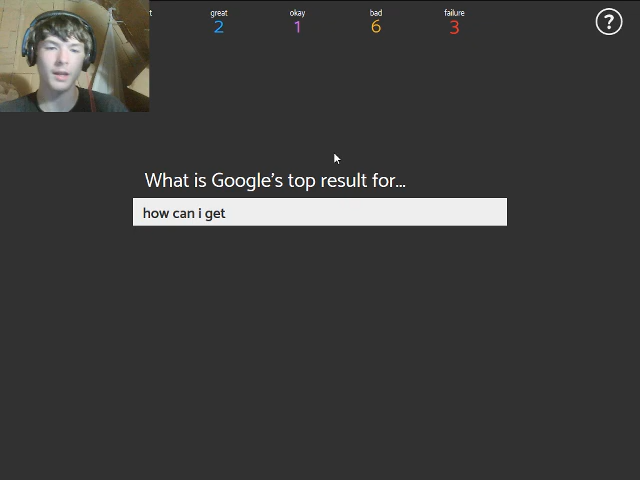 t great okay bad failure
2 1 6 3
?
What is Google's top result for...
how can i get